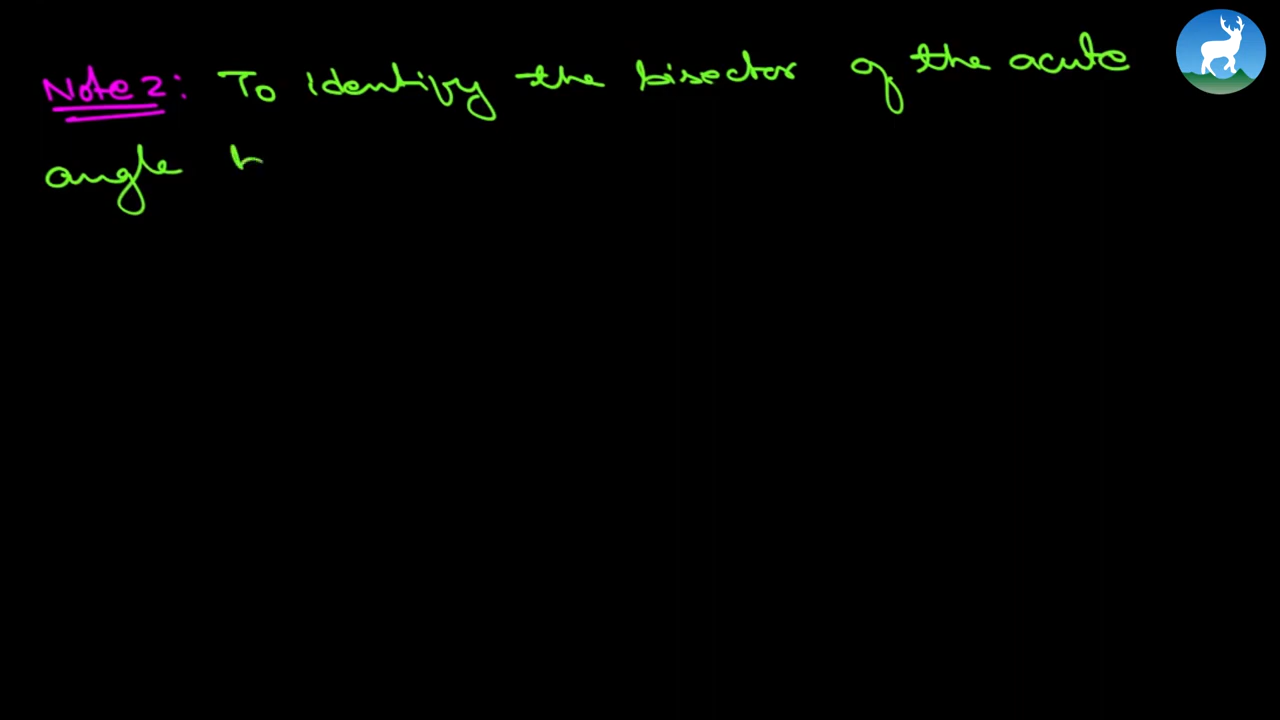 Note 2: To identify the bisector of the acute
angle